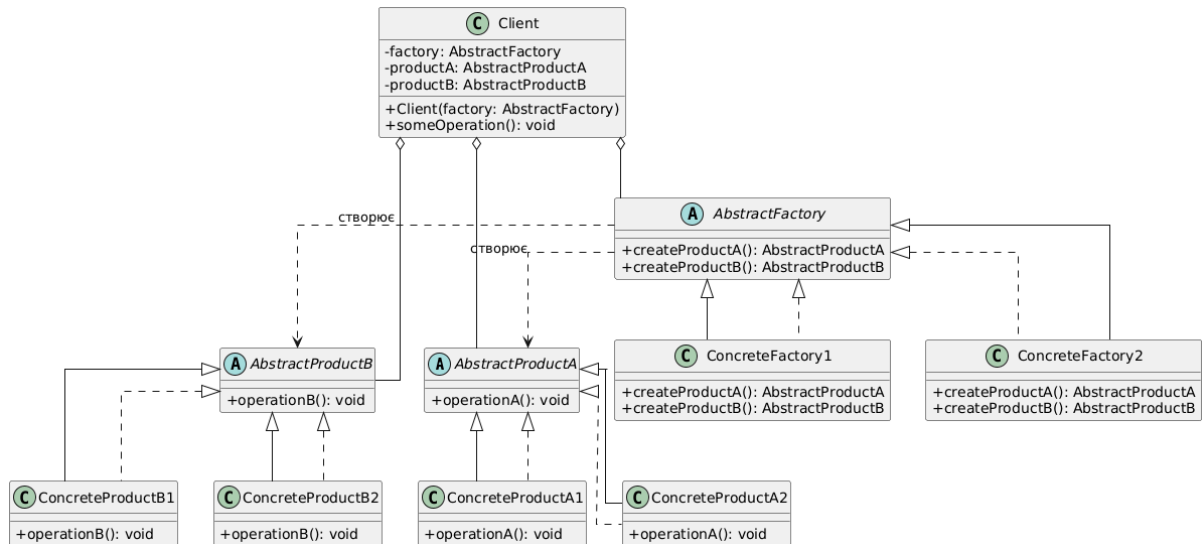 C Client
-factory: AbstractFactory
-productA: AbstractProductA
-productB: AbstractProductB
+Client(factory: AbstractFactory)
+someOperation(): void
створює
створює
A AbstractFactory
+createProductA(): AbstractProductA
+createProductB(): AbstractProductB
A AbstractProductB
+operationB(): void
A AbstractProductA
+operationA(): void
C ConcreteFactory1
+createProductA(): AbstractProductA
+createProductB(): AbstractProductB
C ConcreteFactory2
+createProductA(): AbstractProductA
+createProductB(): AbstractProductB
C ConcreteProductB1
+operationB(): void
C ConcreteProductB2
+operationB(): void
C ConcreteProductA1
+operationA(): void
C ConcreteProductA2
+operationA(): void